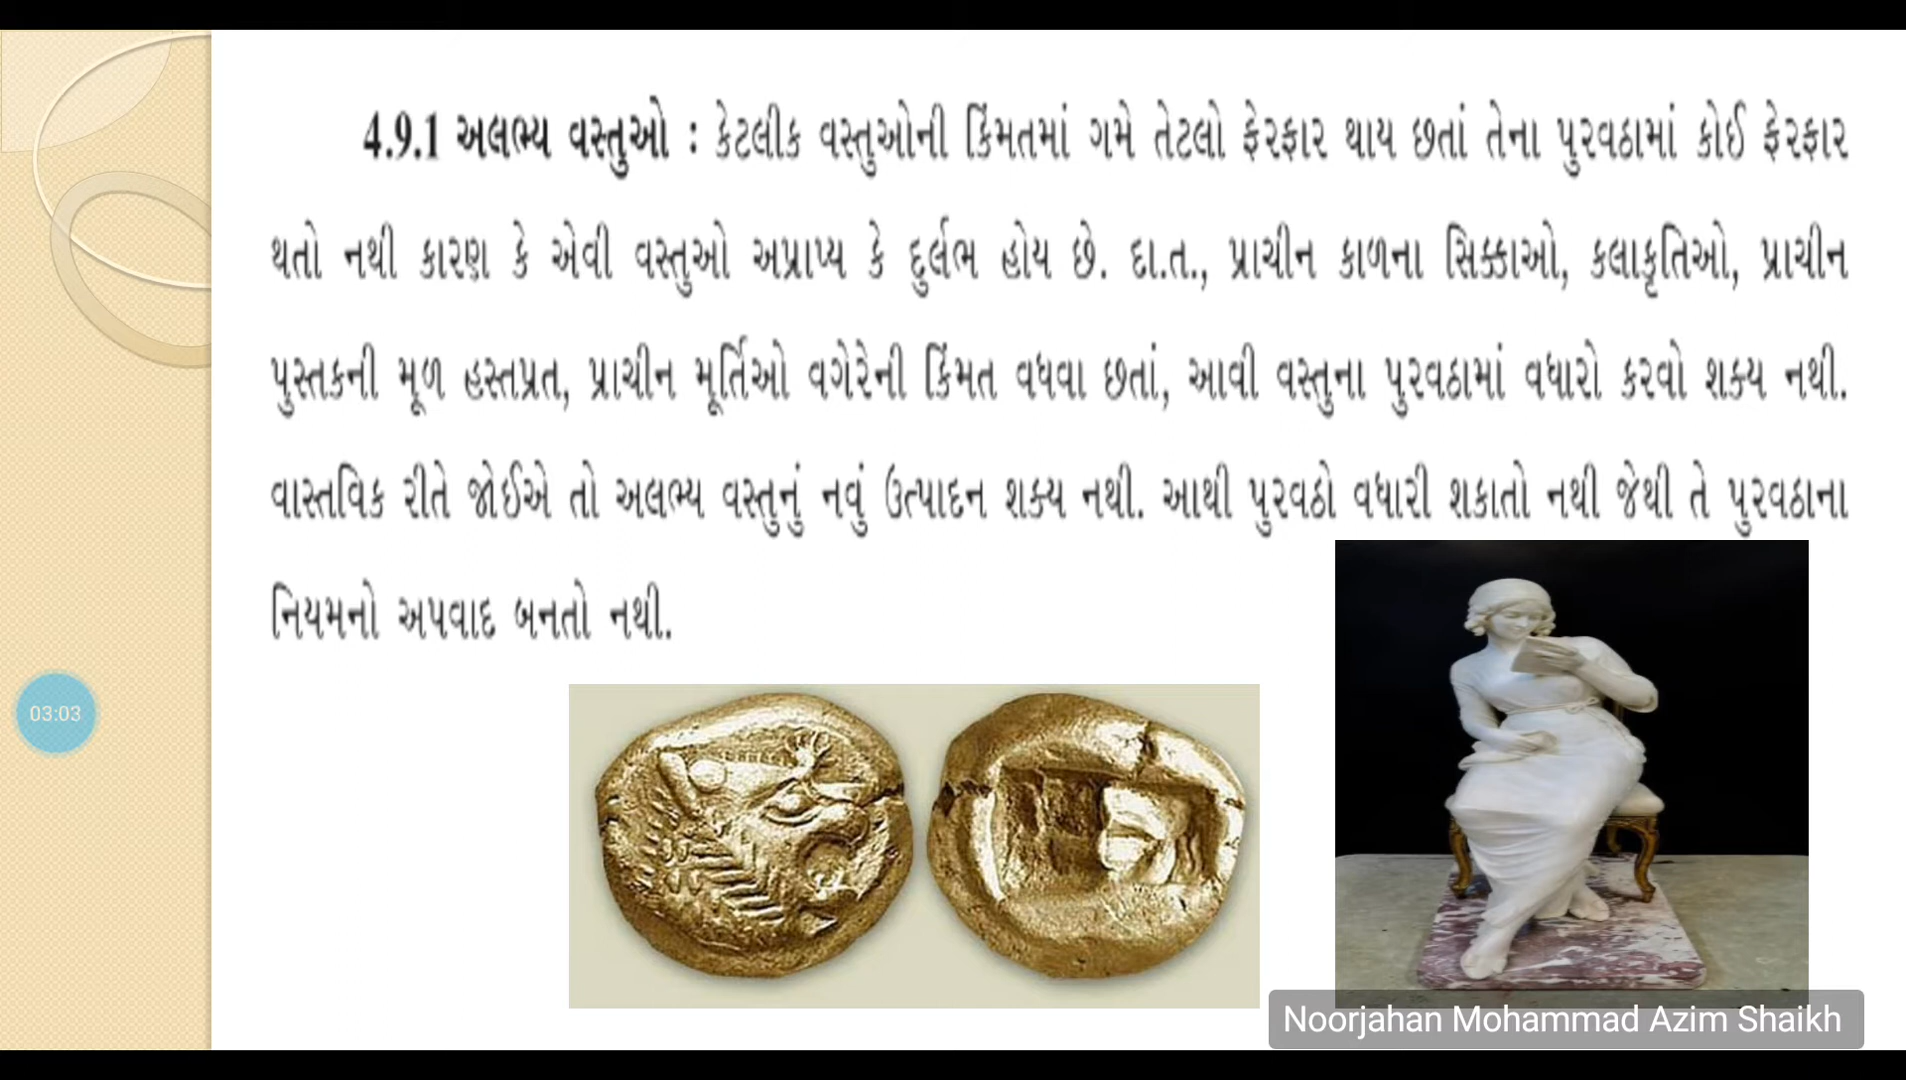 4.9.1 અલભ્ય વસ્તુઓ : કેટલીક વસ્તુઓની કિંમતમાં ગમે તેટલો ફેરફાર થાય છતાં તેના પુરવઠામાં કોઈ ફેરફાર
થતો નથી કારણ કે એવી વસ્તુઓ અપ્રાપ્ય કે દુર્લભ હોય છે. દા.ત., પ્રાચીન કાળના સિક્કાઓ, કલાકૃતિઓ, પ્રાચીન
પુસ્તકની મૂળ હસ્તપ્રત, પ્રાચીન મૂર્તિઓ વગેરેની કિંમત વધવા છતાં, આવી વસ્તુના પુરવઠામાં વધારો કરવો શક્ય નથી.
વાસ્તવિક રીતે જોઈએ તો અલભ્ય વસ્તુનું નવું ઉત્પાદન શક્ય નથી. આથી પુરવઠો વધારી શકાતો નથી જેથી તે પુરવઠાના
નિયમનો અપવાદ બનતો નથી.
03:03
Noorjahan Mohammad Azim Shaikh